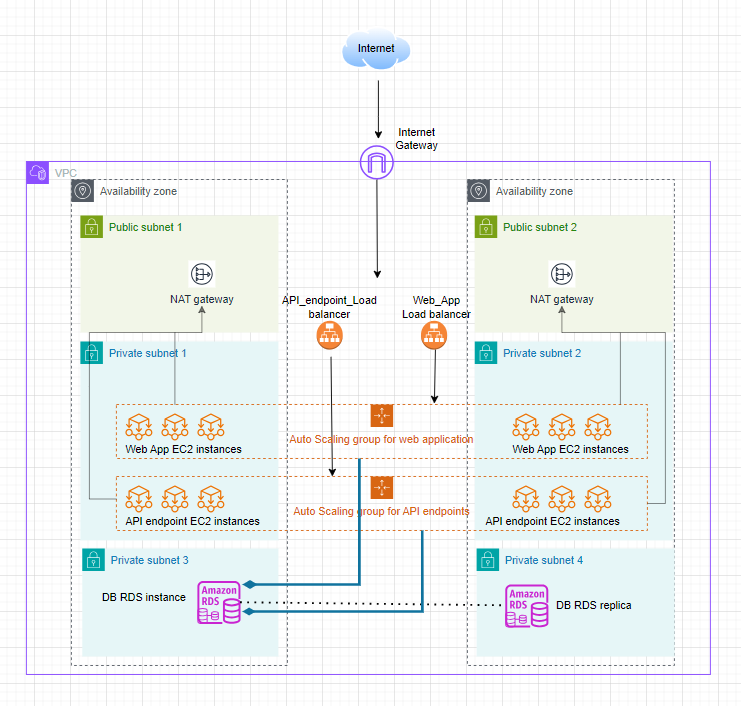 Internet
Internet
Gateway
VPC
Availability zone
Availability zone
Public subnet 1
Public subnet 2
NAT gateway
NAT gateway
API_endpoint_Load
balancer
Web_App
Load balancer
Private subnet 1
Private subnet 2
Auto Scaling group for web application
Web App EC2 instances
Web App EC2 instances
Auto Scaling group for API endpoints
API endpoint EC2 instances
API endpoint EC2 instances
Private subnet 3
Private subnet 4
DB RDS instance
Amazon
RDS
Amazon
RDS
DB RDS replica